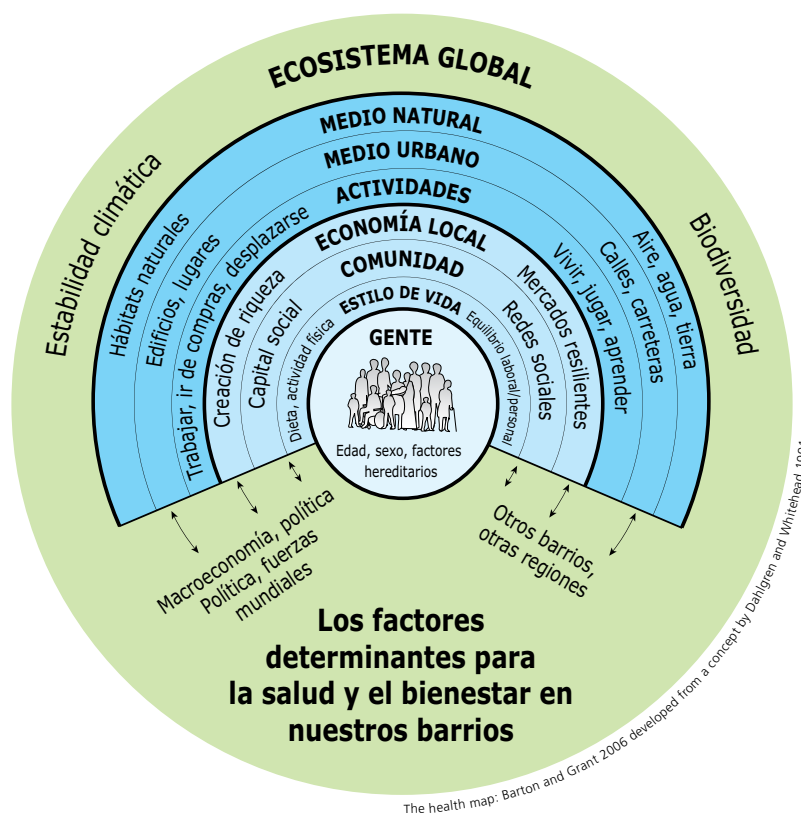 ECOSISTEMA GLOBAL
Estabilidad climática
Biodiversidad
MEDIO NATURAL
Hábitats naturales
Aire, agua, tierra
MEDIO URBANO
Edificios, lugares
Calles, carreteras
ACTIVIDADES
Trabajar, ir de compras, desplazarse
Vivir, jugar, aprender
ECONOMÍA LOCAL
Creación de riqueza
Mercados resilientes
COMUNIDAD
Capital social
Redes sociales
ESTILO DE VIDA
Dieta, actividad física
Equilibrio laboral/personal
GENTE
Edad, sexo, factores
hereditarios
Macroeconomía, política
Política, fuerzas
mundiales
Otros barrios,
otras regiones
Los factores
determinantes para
la salud y el bienestar en
nuestros barrios
The health map: Barton and Grant 2006 developed from a concept by Dahlgren and Whitehead